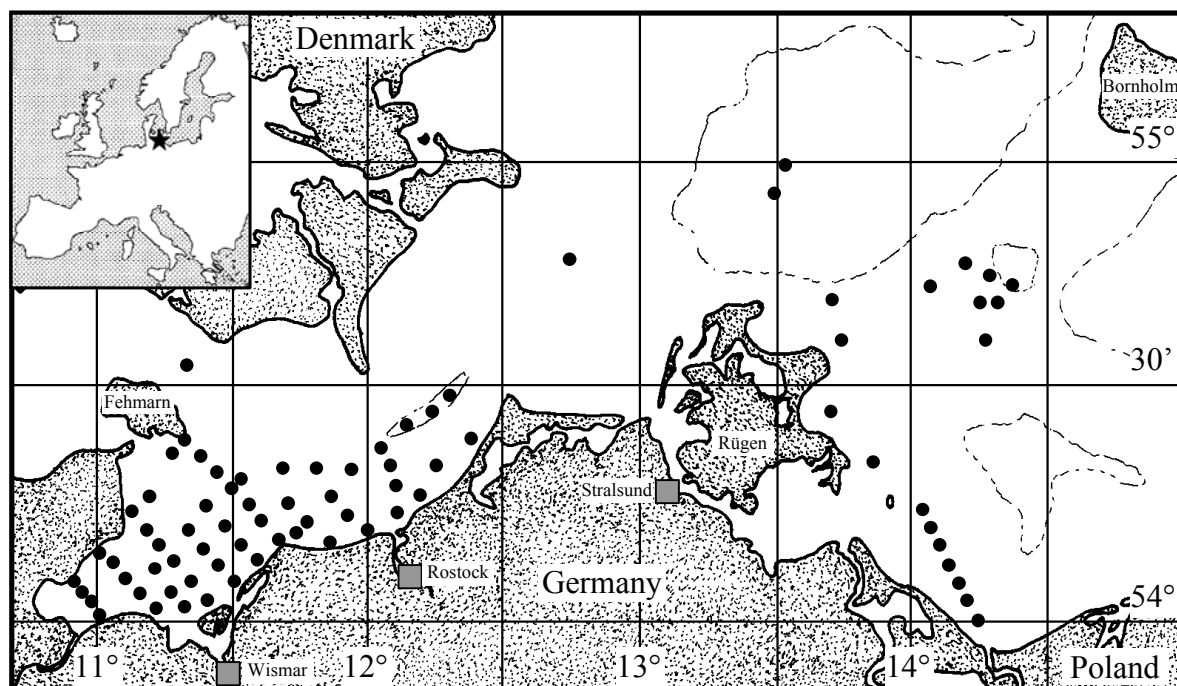 Denmark
Bornholm
55°
30’
Fehmarn
Rügen
Stralsund
Rostock
Germany
54°
11°
Wismar
12°
13°
14°
Poland